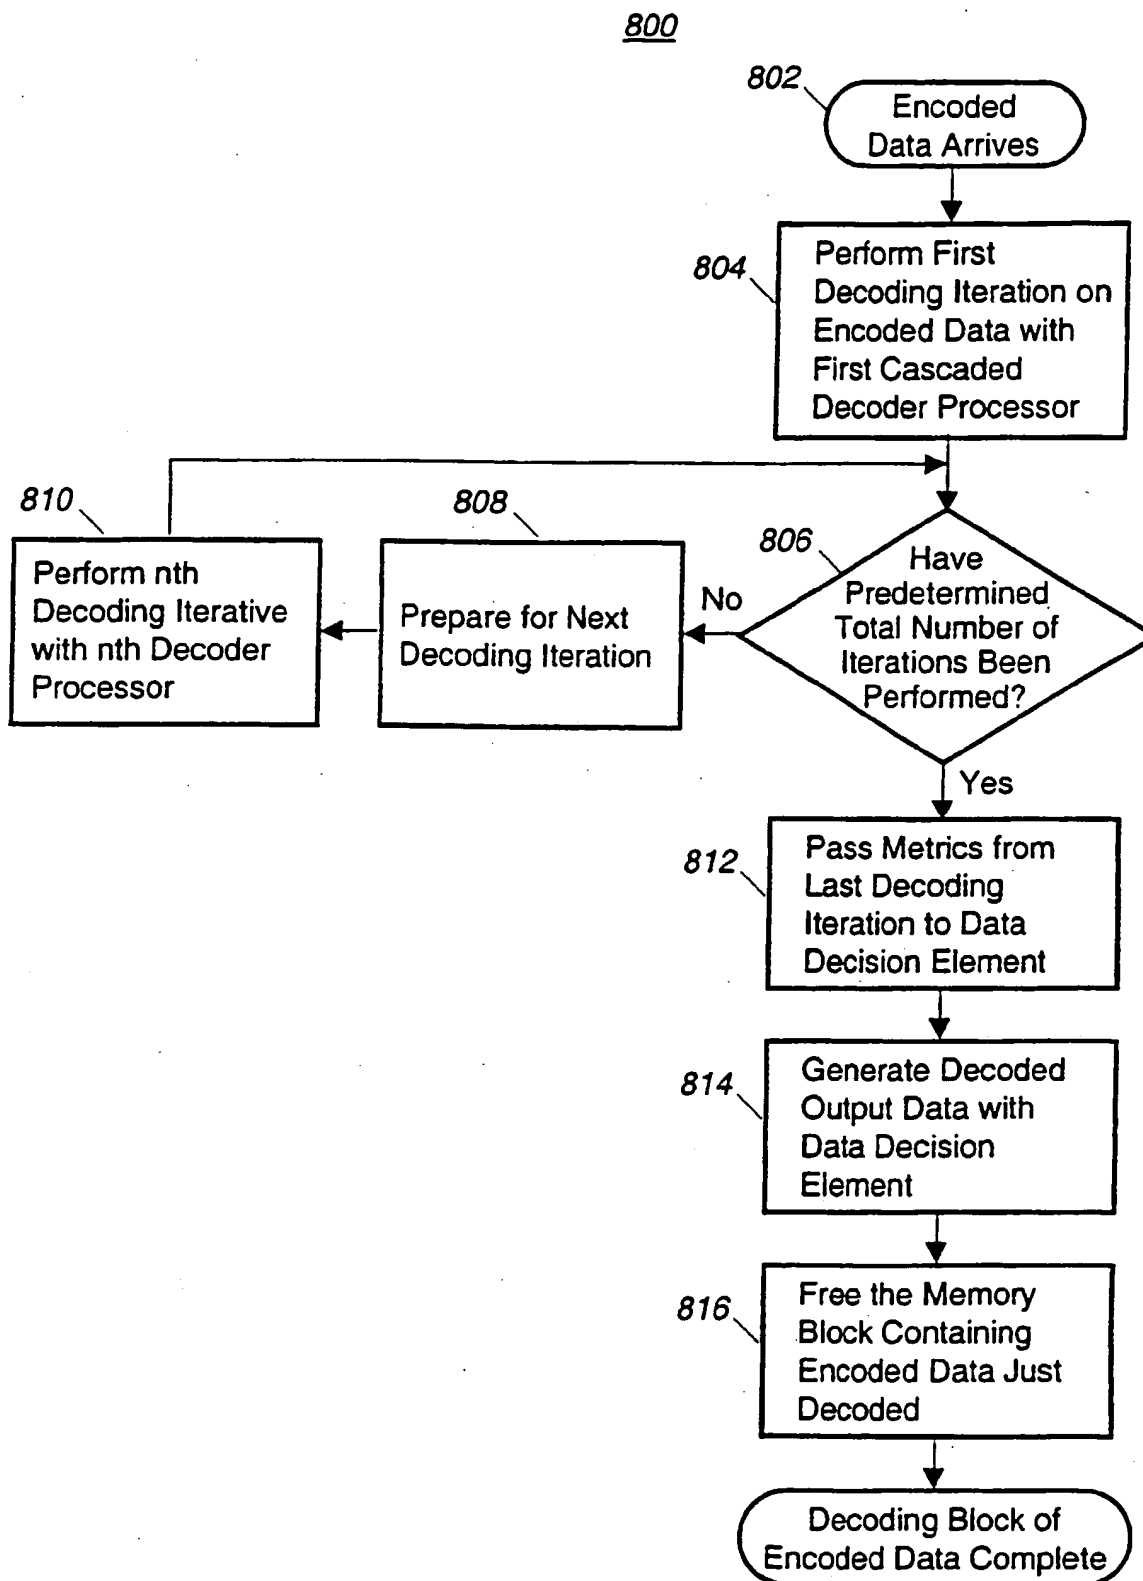 800
802
Encoded
Data Arrives
804
Perform First
Decoding Iteration on
Encoded Data with
First Cascaded
Decoder Processor
810
Perform nth
Decoding Iterative
with nth Decoder
Processor
808
Prepare for Next
Decoding Iteration
No
806
Have
Predetermined
Total Number of
Iterations Been
Performed?
Yes
812
Pass Metrics from
Last Decoding
Iteration to Data
Decision Element
814
Generate Decoded
Output Data with
Data Decision
Element
816
Free the Memory
Block Containing
Encoded Data Just
Decoded
Decoding Block of
Encoded Data Complete